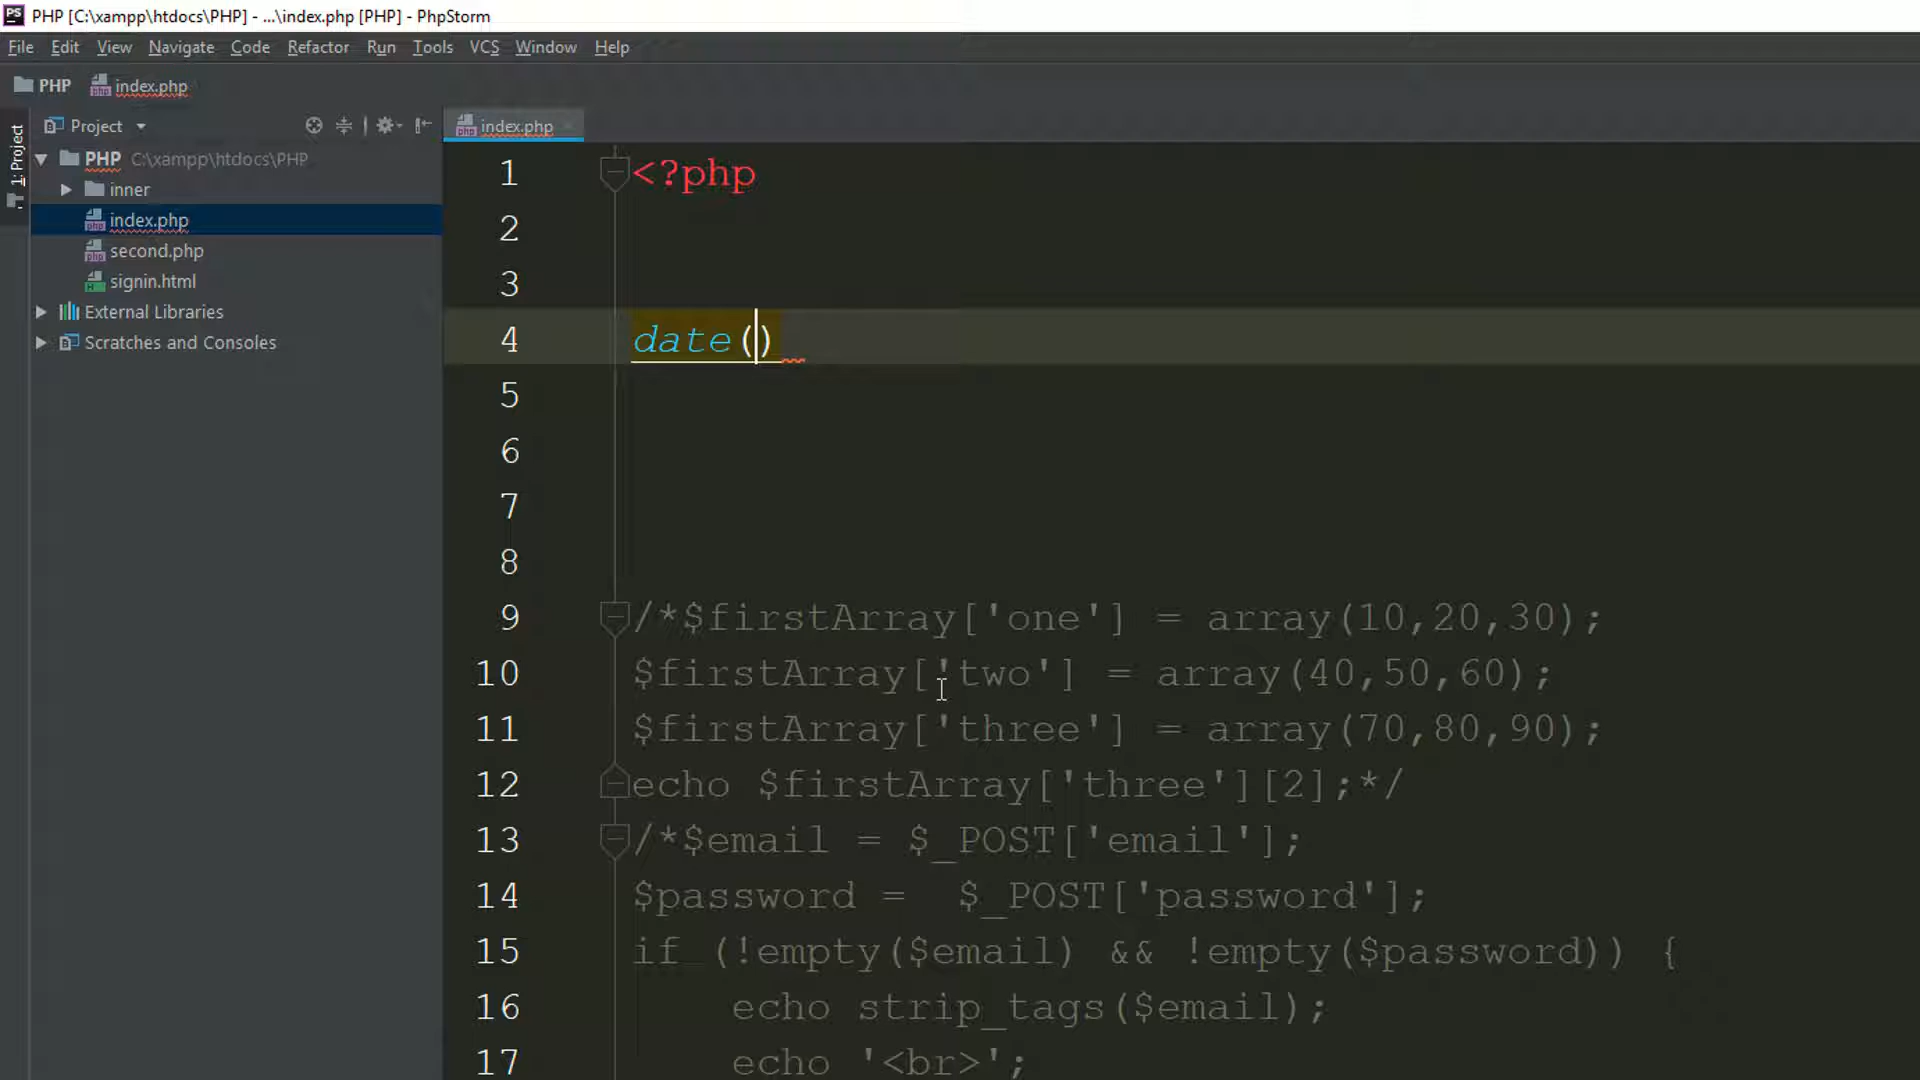 PS PHP [C:\xampp\htdocs\PHP] - ...\index.php [PHP] - PhpStorm
File Edit View Navigate Code Refactor Run Tools VCS Window Help
PHP index.php
1: Project
Project
PHP C:\xampp\htdocs\PHP
inner
index.php
second.php
signin.html
External Libraries
Scratches and Consoles
index.php
1 <?php
2
3
4 date()
5
6
7
8
9 /*$firstArray['one'] = array(10,20,30);
10 $firstArray['two'] = array(40,50,60);
11 $firstArray['three'] = array(70,80,90);
12 echo $firstArray['three'][2];*/
13 /*$email = $_POST['email'];
14 $password =  $_POST['password'];
15 if (!empty($email) && !empty($password)) {
16 echo strip_tags($email);
17 echo '<br>';